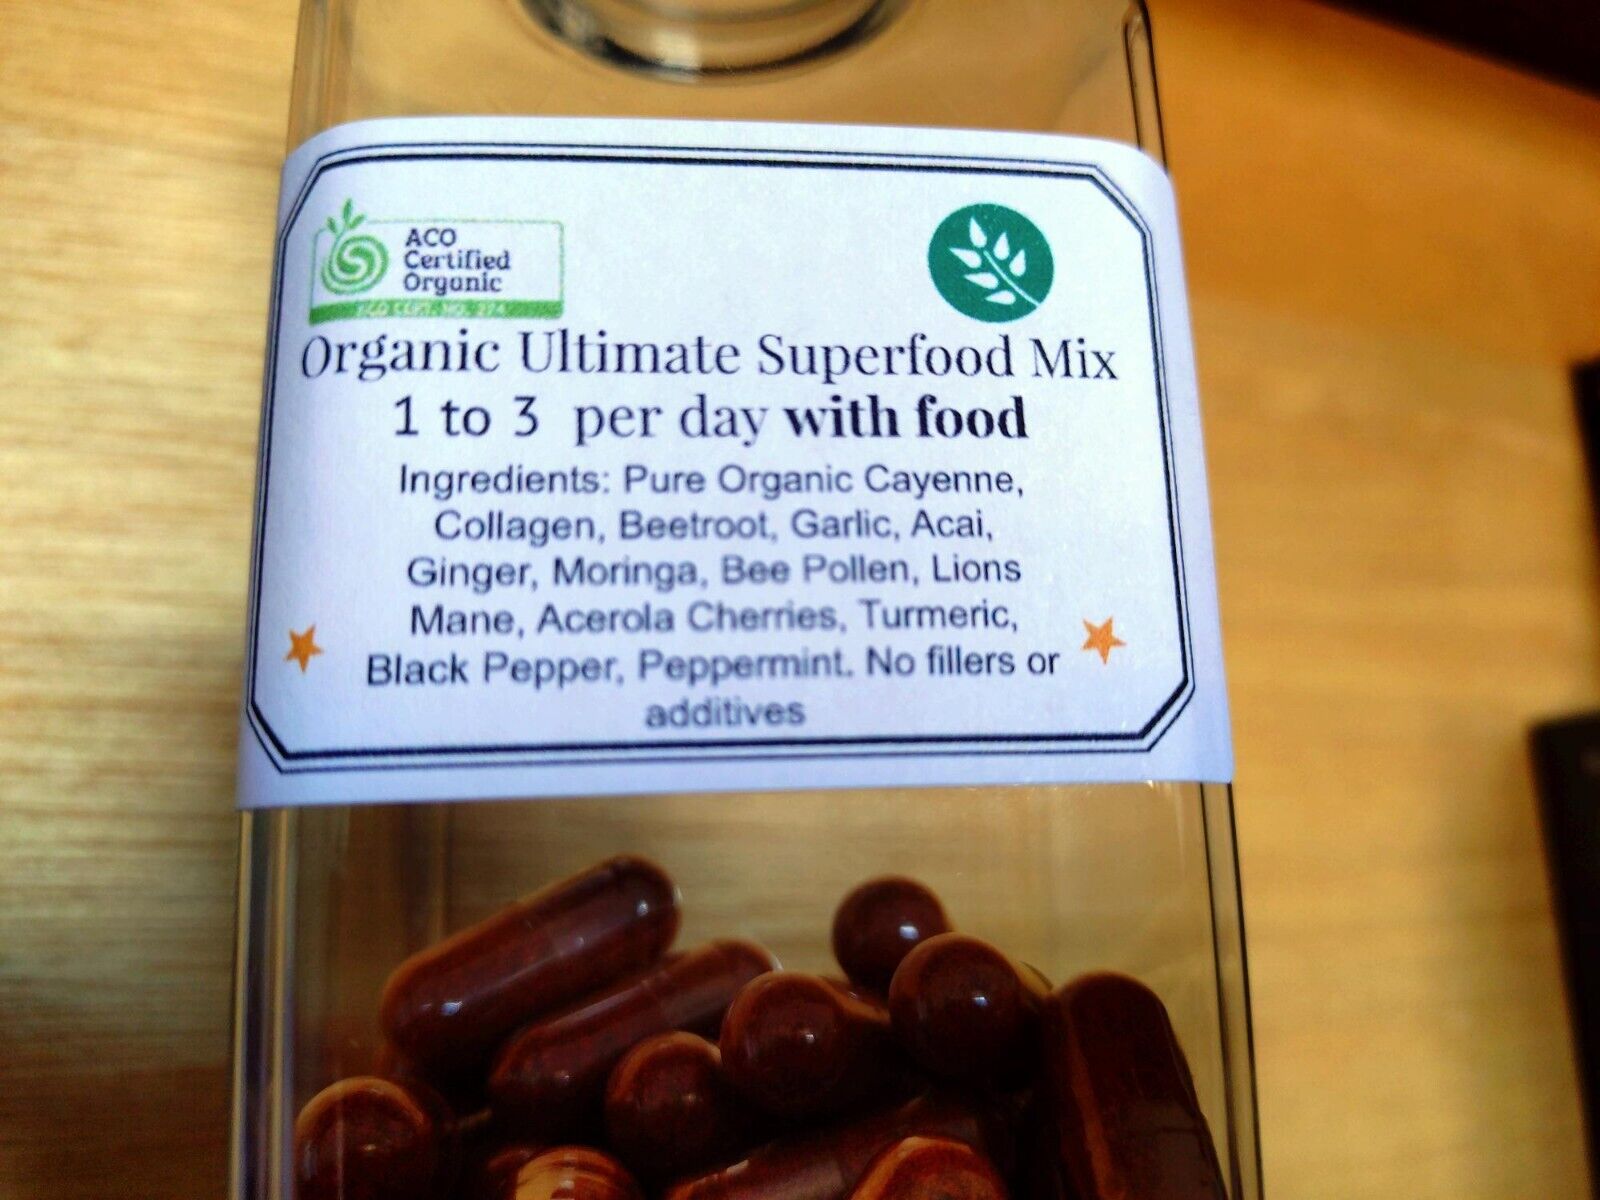 ACO
Certified
Organic
Organic Ultimate Superfood Mix
1 to 3 per day with food
Ingredients: Pure Organic Cayenne,
Collagen, Beetroot, Garlic, Acai,
Ginger, Moringa, Bee Pollen, Lions
Mane, Acerola Cherries, Turmeric,
Black Pepper, Peppermint. No fillers or
additives